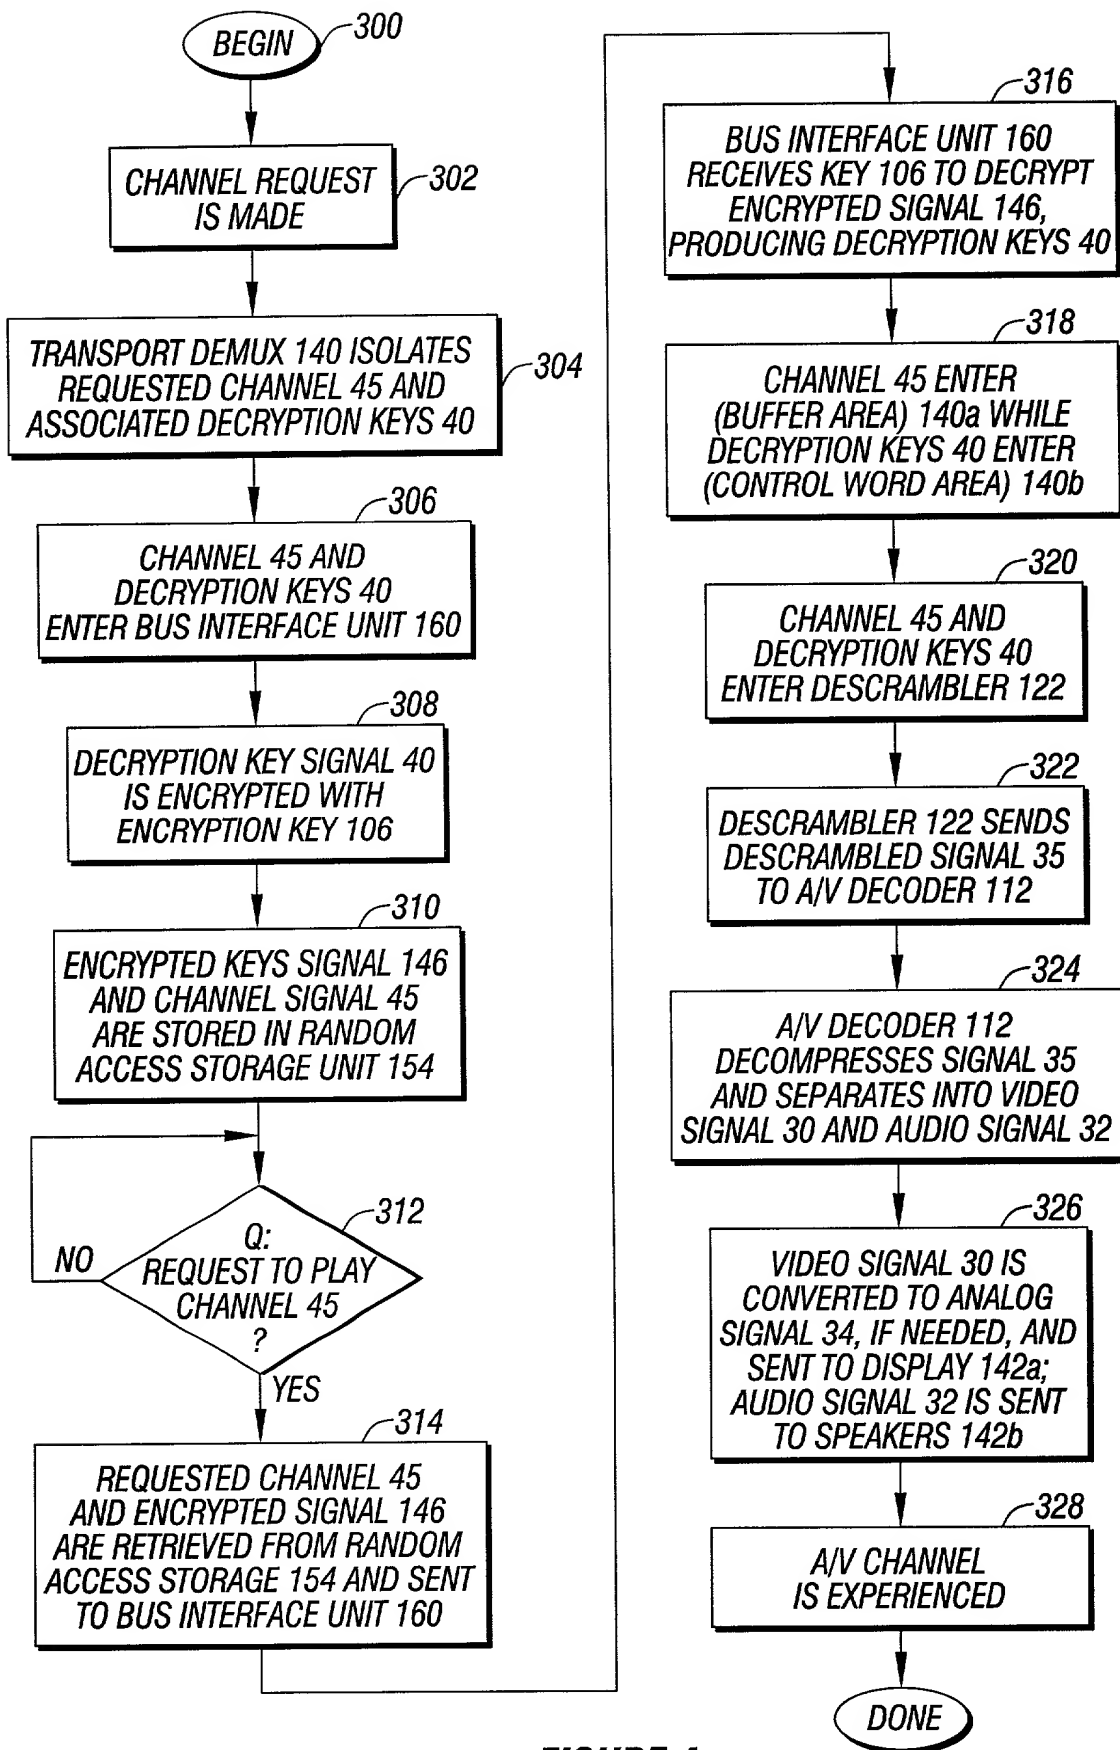 BEGIN
300
CHANNEL REQUEST
IS MADE
302
TRANSPORT DEMUX 140 ISOLATES
REQUESTED CHANNEL 45 AND
ASSOCIATED DECRYPTION KEYS 40
304
306
CHANNEL 45 AND
DECRYPTION KEYS 40
ENTER BUS INTERFACE UNIT 160
308
DECRYPTION KEY SIGNAL 40
IS ENCRYPTED WITH
ENCRYPTION KEY 106
310
ENCRYPTED KEYS SIGNAL 146
AND CHANNEL SIGNAL 45
ARE STORED IN RANDOM
ACCESS STORAGE UNIT 154
312
Q:
REQUEST TO PLAY
CHANNEL 45
?
NO
YES
314
REQUESTED CHANNEL 45
AND ENCRYPTED SIGNAL 146
ARE RETRIEVED FROM RANDOM
ACCESS STORAGE 154 AND SENT
TO BUS INTERFACE UNIT 160
316
BUS INTERFACE UNIT 160
RECEIVES KEY 106 TO DECRYPT
ENCRYPTED SIGNAL 146,
PRODUCING DECRYPTION KEYS 40
318
CHANNEL 45 ENTER
(BUFFER AREA) 140a WHILE
DECRYPTION KEYS 40 ENTER
(CONTROL WORD AREA) 140b
320
CHANNEL 45 AND
DECRYPTION KEYS 40
ENTER DESCRAMBLER 122
322
DESCRAMBLER 122 SENDS
DESCRAMBLED SIGNAL 35
TO A/V DECODER 112
324
A/V DECODER 112
DECOMPRESSES SIGNAL 35
AND SEPARATES INTO VIDEO
SIGNAL 30 AND AUDIO SIGNAL 32
326
VIDEO SIGNAL 30 IS
CONVERTED TO ANALOG
SIGNAL 34, IF NEEDED, AND
SENT TO DISPLAY 142a;
AUDIO SIGNAL 32 IS SENT
TO SPEAKERS 142b
328
A/V CHANNEL
IS EXPERIENCED
DONE